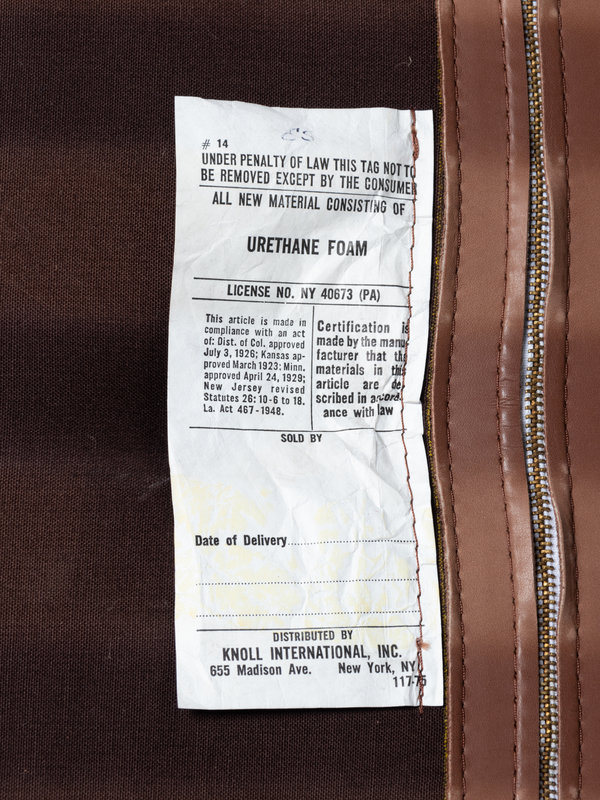 # 14
UNDER PENALTY OF LAW THIS TAG NOT TO
BE REMOVED EXCEPT BY THE CONSUMER
ALL NEW MATERIAL CONSISTING OF
URETHANE FOAM
LICENSE NO. NY 40673 (PA)
This article is made in
compliance with an act
of: Dist. of Col. approved
July 3, 1926; Kansas ap-
proved March 1923; Minn.
approved April 24, 1929;
New Jersey revised
Statutes 26: 10-6 to 18.
La. Act 467-1948.
Certification is
made by the manu
facturer that the
materials in this
article are de-
scribed in accord-
ance with law
SOLD BY
Date of Delivery
DISTRIBUTED BY
KNOLL INTERNATIONAL, INC.
655 Madison Ave. New York, NY
117-75